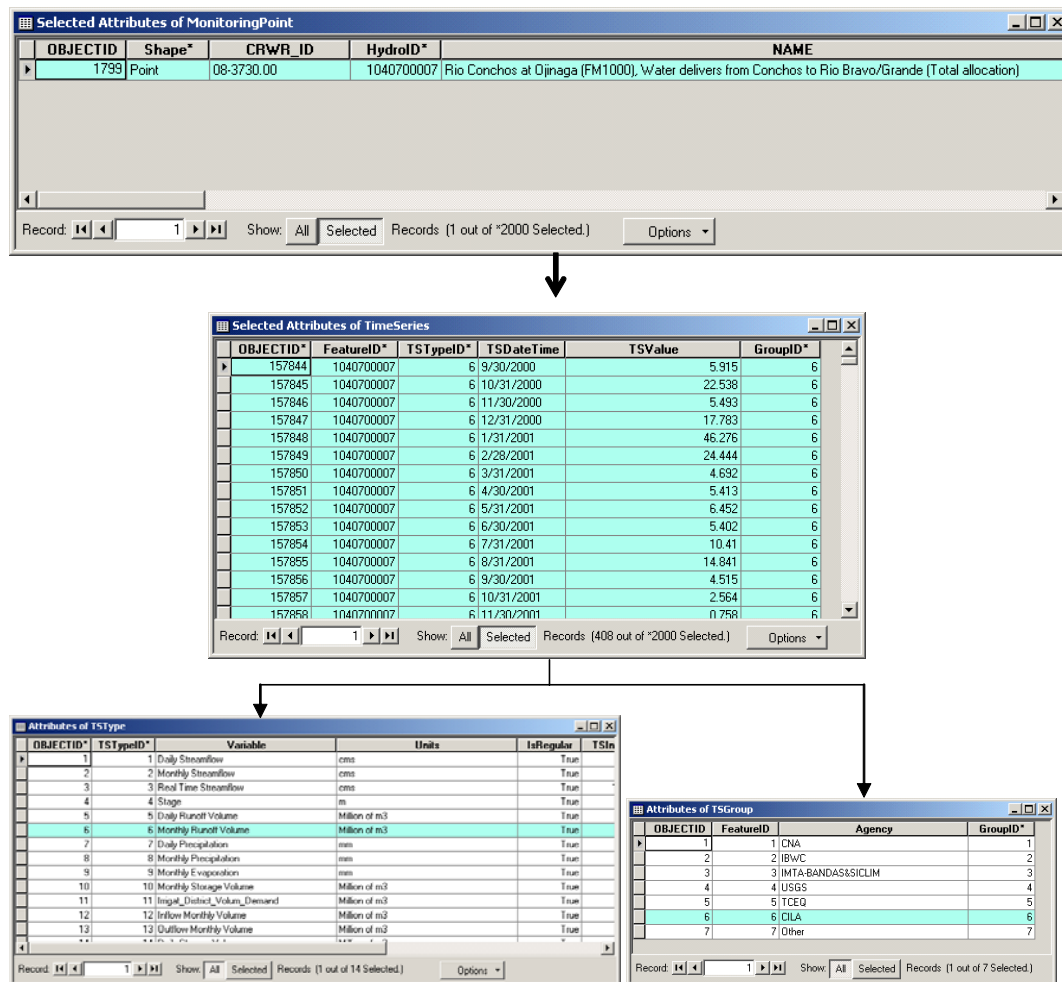 Selected Attributes of MonitoringPoint
OBJECTID Shape* CRWR_ID HydroID* NAME
1799 Point 08-3730.00 1040700007 Rio Conchos at Ojinaga (FM1000), Water delivers from Conchos to Rio Bravo/Grande (Total allocation)
Record: 1 Show: All Selected Records (1 out of *2000 Selected.) Options
Selected Attributes of TimeSeries
OBJECTID* FeatureID* TSTypeID* TSDateTime TSValue GroupID*
157844 1040700007 6 9/30/2000 5.915 6
157845 1040700007 6 10/31/2000 22.538 6
157846 1040700007 6 11/30/2000 5.493 6
157847 1040700007 6 12/31/2000 17.783 6
157848 1040700007 6 1/31/2001 46.276 6
157849 1040700007 6 2/28/2001 24.444 6
157850 1040700007 6 3/31/2001 4.692 6
157851 1040700007 6 4/30/2001 5.413 6
157852 1040700007 6 5/31/2001 6.452 6
157853 1040700007 6 6/30/2001 5.402 6
157854 1040700007 6 7/31/2001 10.41 6
157855 1040700007 6 8/31/2001 14.841 6
157856 1040700007 6 9/30/2001 4.515 6
157857 1040700007 6 10/31/2001 2.564 6
157858 1040700007 6 11/30/2001 0.758 6
Record: 1 Show: All Selected Records (408 out of *2000 Selected.) Options
Attributes of TSType
OBJECTID* TSTypeID* Variable Units IsRegular TSIn
1 1 Daily Streamflow cms True
2 2 Monthly Streamflow cms True
3 3 Real Time Streamflow cms True
4 4 Stage m True
5 5 Daily Runoff Volume Million of m3 True
6 6 Monthly Runoff Volume Million of m3 True
7 7 Daily Precipitation mm True
8 8 Monthly Precipitation mm True
9 9 Monthly Evaporation mm True
10 10 Monthly Storage Volume Million of m3 True
11 11 Irrigat_District_Volum_Demand Million of m3 True
12 12 Inflow Monthly Volume Million of m3 True
13 13 Outflow Monthly Volume Million of m3 True
Record: 1 Show: All Selected Records (1 out of 14 Selected.) Options
Attributes of TSGroup
OBJECTID FeatureID Agency GroupID*
1 1 CNA 1
2 2 IBWC 2
3 3 IMTA-BANDAS&SICLIM 3
4 4 USGS 4
5 5 TCEQ 5
6 6 CILA 6
7 7 Other 7
Record: 1 Show: All Selected Records (1 out of 7 Selected.)